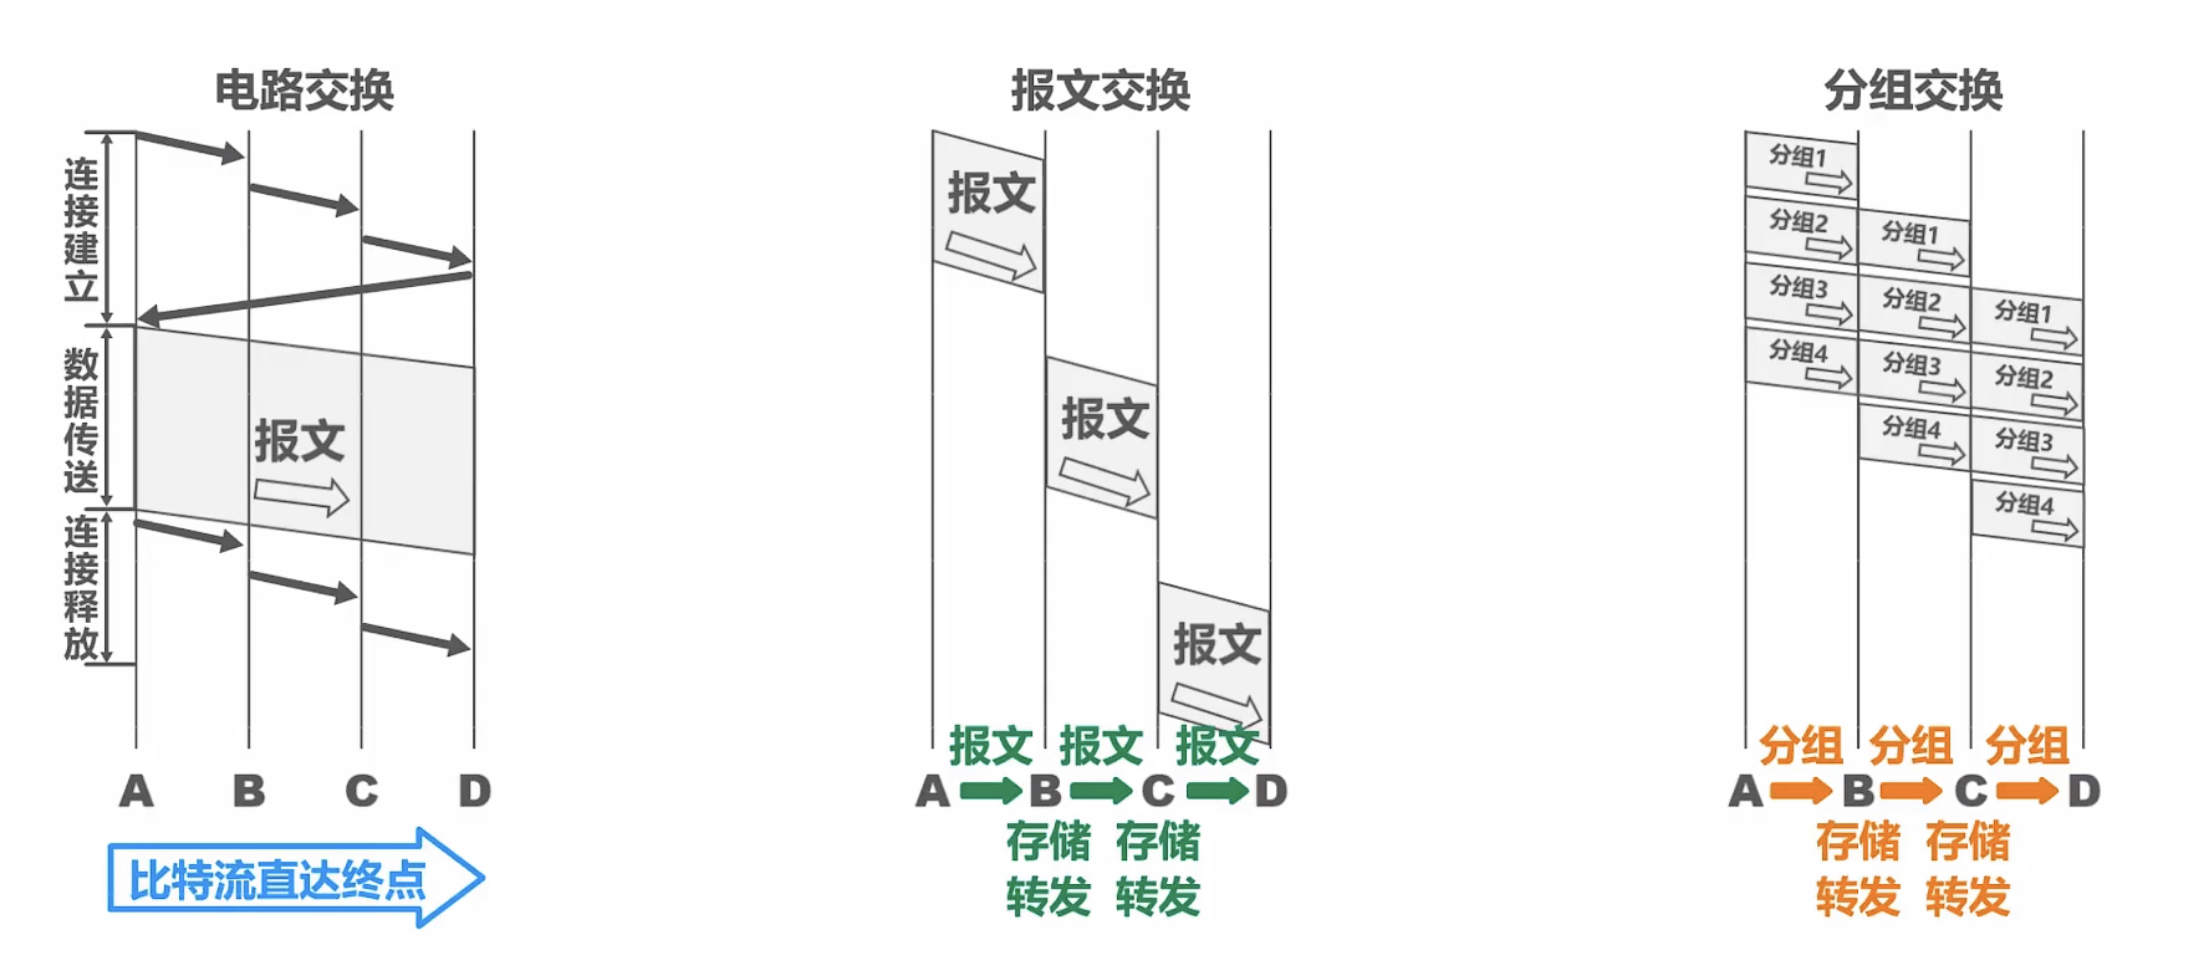 电路交换
连接建立
数据传送
报文
连接释放
A B C D
比特流直达终点
报文交换
报文
报文
报文
报文 报文 报文
A B C D
存储 存储
转发 转发
分组交换
分组1
分组2 分组1
分组3 分组2 分组1
分组4 分组3 分组2
分组4 分组3
分组4
分组 分组 分组
A B C D
存储 存储
转发 转发